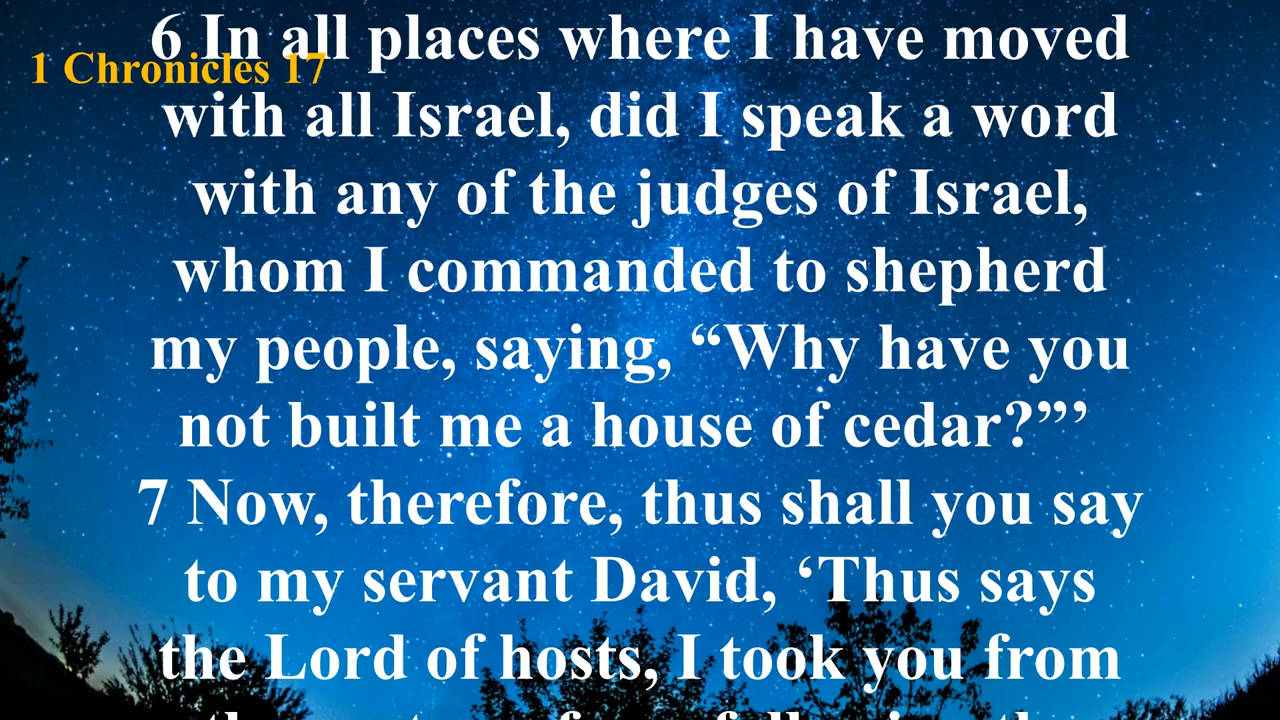 6 In all places where I have moved
1 Chronicles 17
with all Israel, did I speak a word
with any of the judges of Israel,
whom I commanded to shepherd
my people, saying, “Why have you
not built me a house of cedar?”’
7 Now, therefore, thus shall you say
to my servant David, ‘Thus says
the Lord of hosts, I took you from